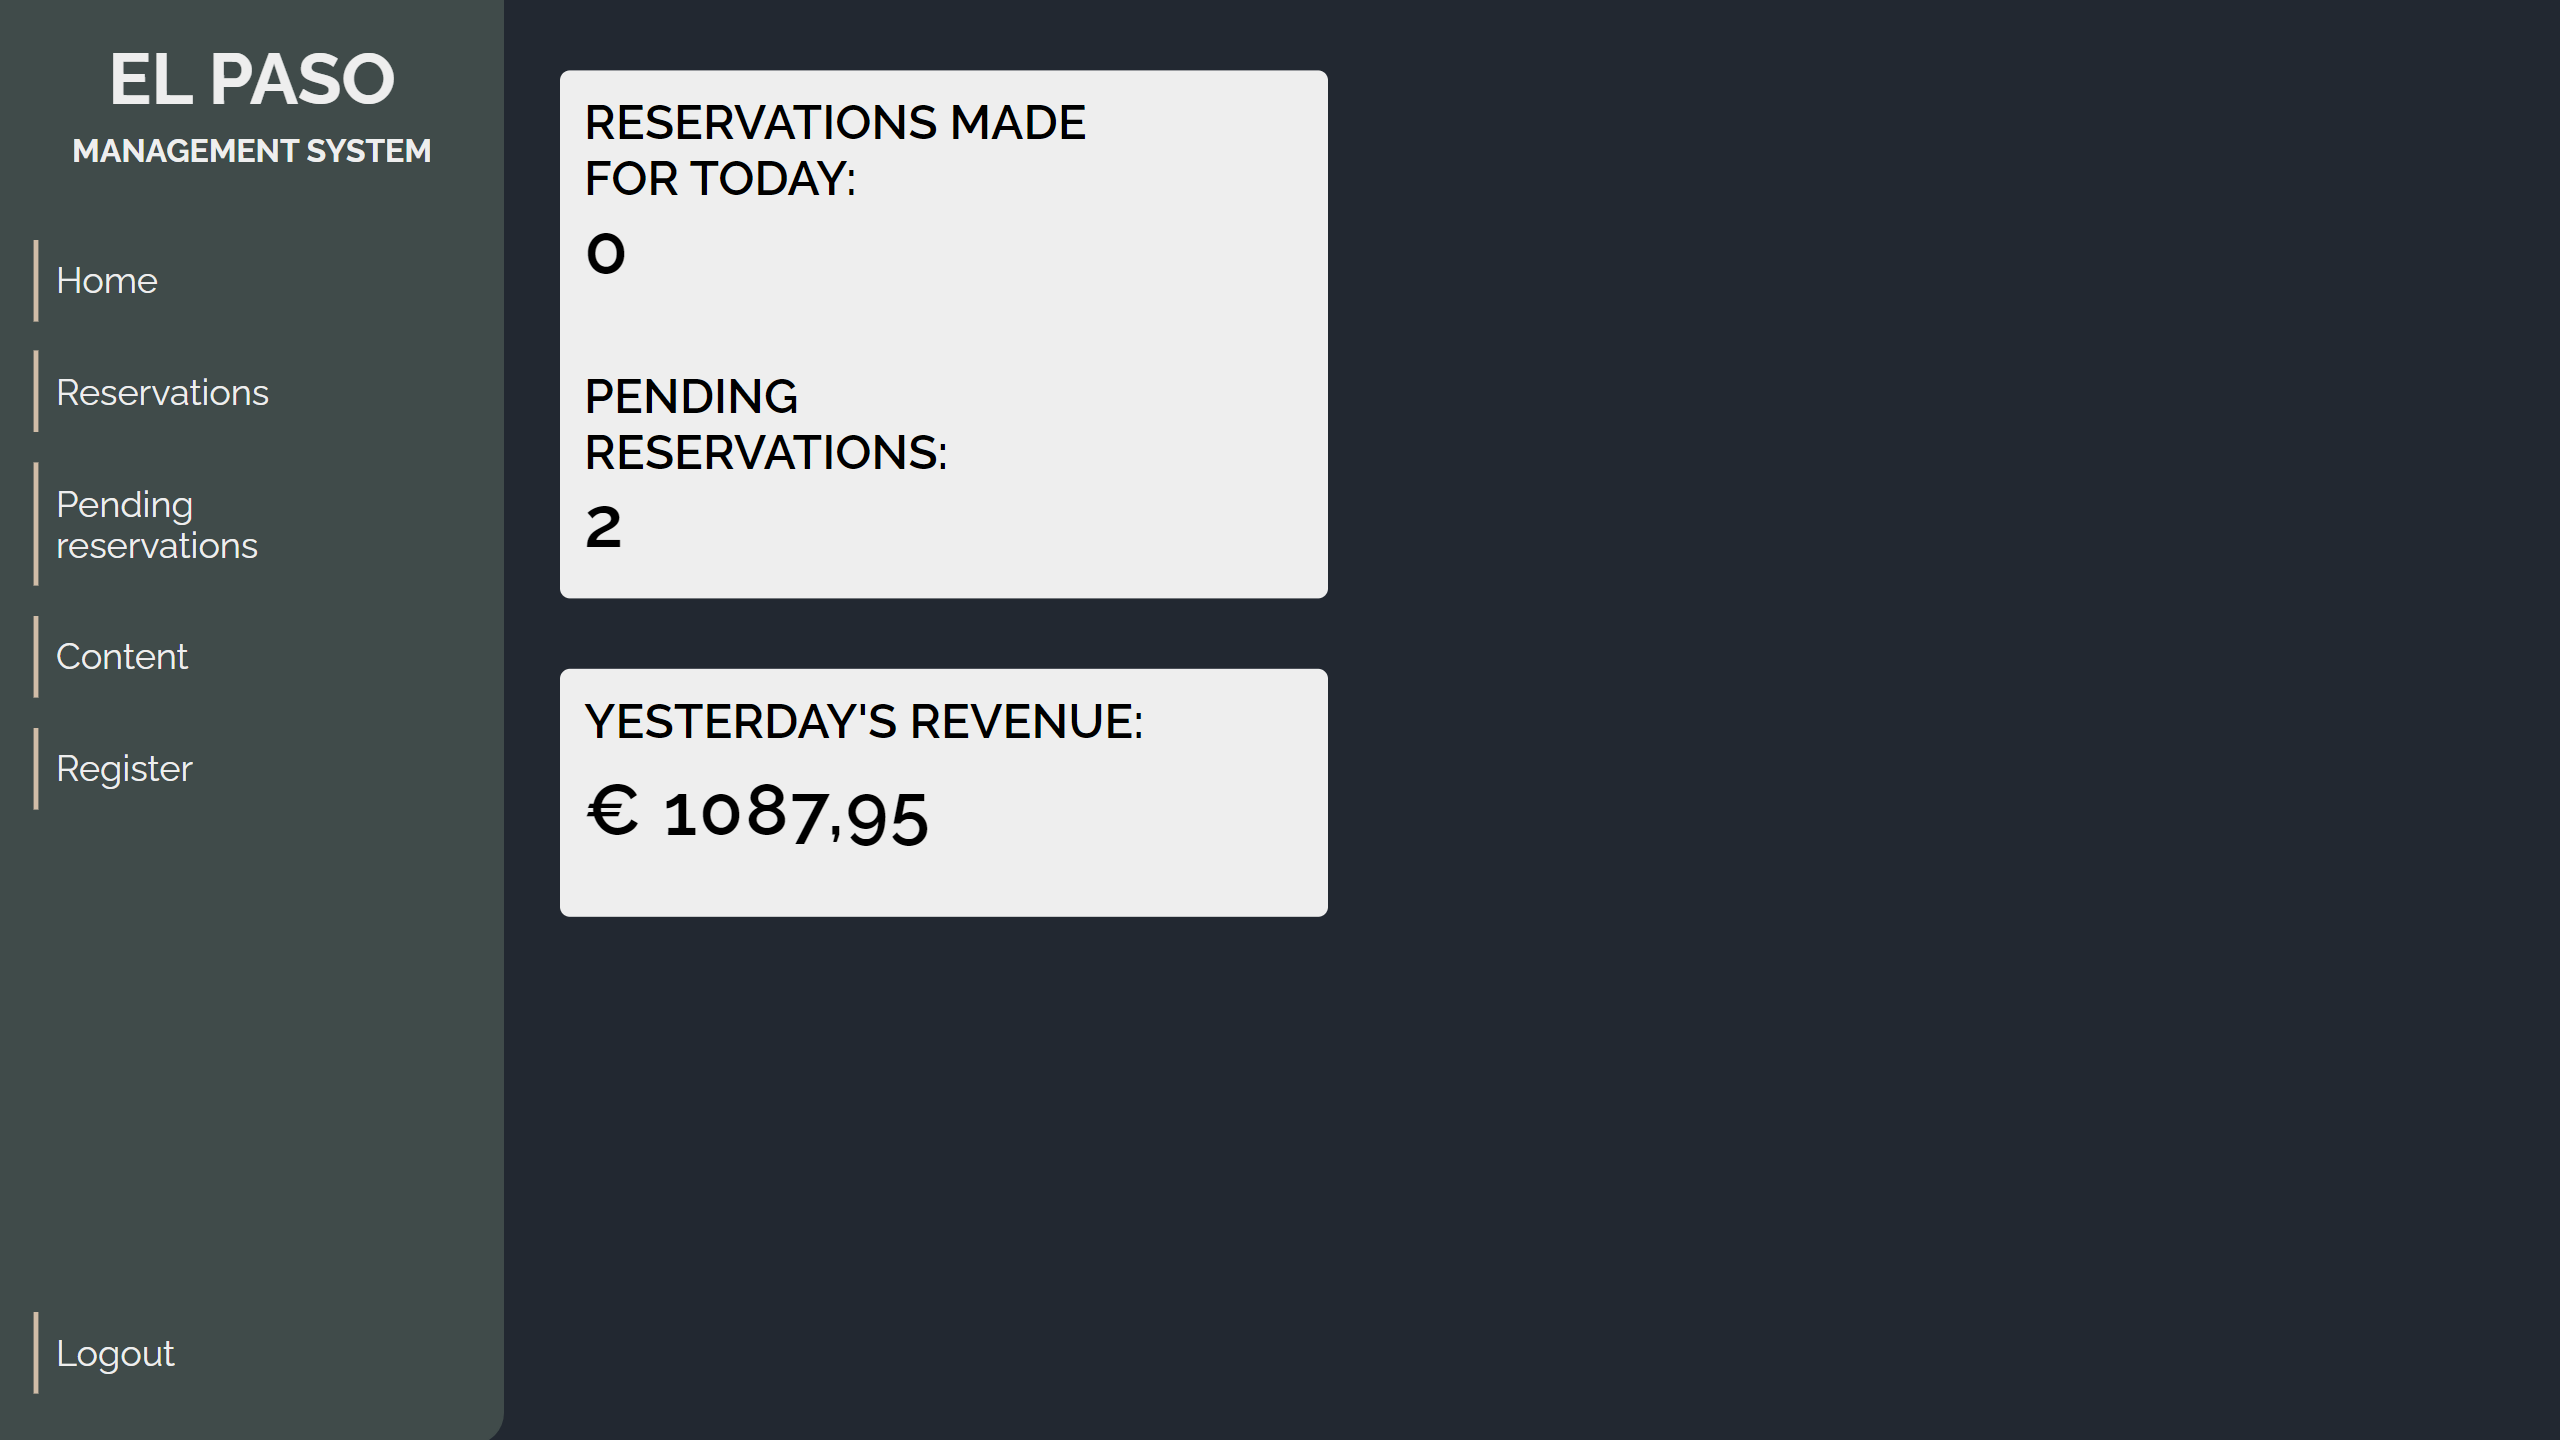 EL PASO
MANAGEMENT SYSTEM
Home
Reservations
Pending
reservations
Content
Register
Logout
RESERVATIONS MADE
FOR TODAY:
0
PENDING
RESERVATIONS:
2
YESTERDAY'S REVENUE:
€ 1087,95